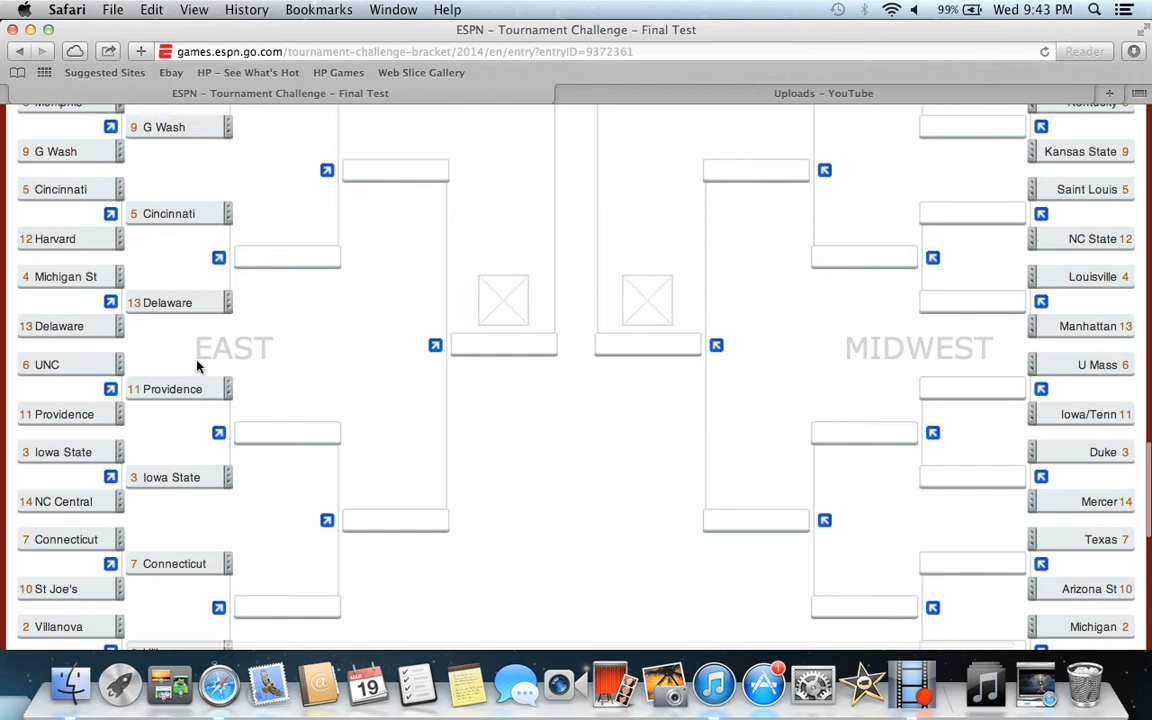 Safari File Edit View History Bookmarks Window Help 99% Wed 9:43 PM
ESPN – Tournament Challenge – Final Test
games.espn.go.com/tournament-challenge-bracket/2014/en/entry?entryID=9372361 Reader
Suggested Sites Ebay HP – See What's Hot HP Games Web Slice Gallery
ESPN – Tournament Challenge – Final Test Uploads – YouTube
9 G Wash
9 G Wash
5 Cincinnati
5 Cincinnati
12 Harvard
4 Michigan St
13 Delaware
13 Delaware
6 UNC
11 Providence
11 Providence
3 Iowa State
3 Iowa State
14 NC Central
7 Connecticut
7 Connecticut
10 St Joe's
2 Villanova
EAST
MIDWEST
Kansas State 9
Saint Louis 5
NC State 12
Louisville 4
Manhattan 13
U Mass 6
Iowa/Tenn 11
Duke 3
Mercer 14
Texas 7
Arizona St 10
Michigan 2
MAR
19
1